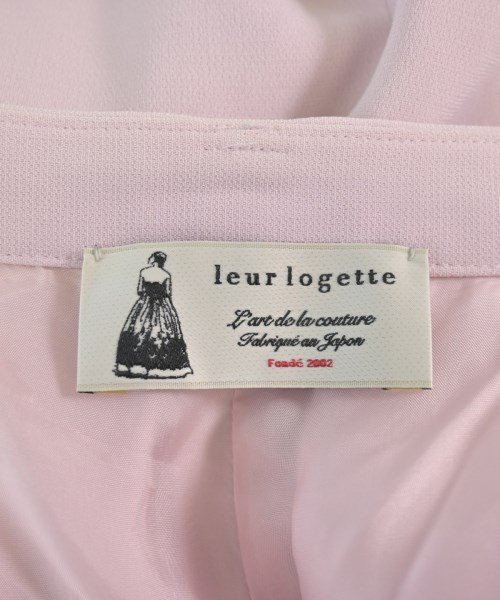 leur logette
L'art de la couture
Fabriqué au Japon
Fondé 2002